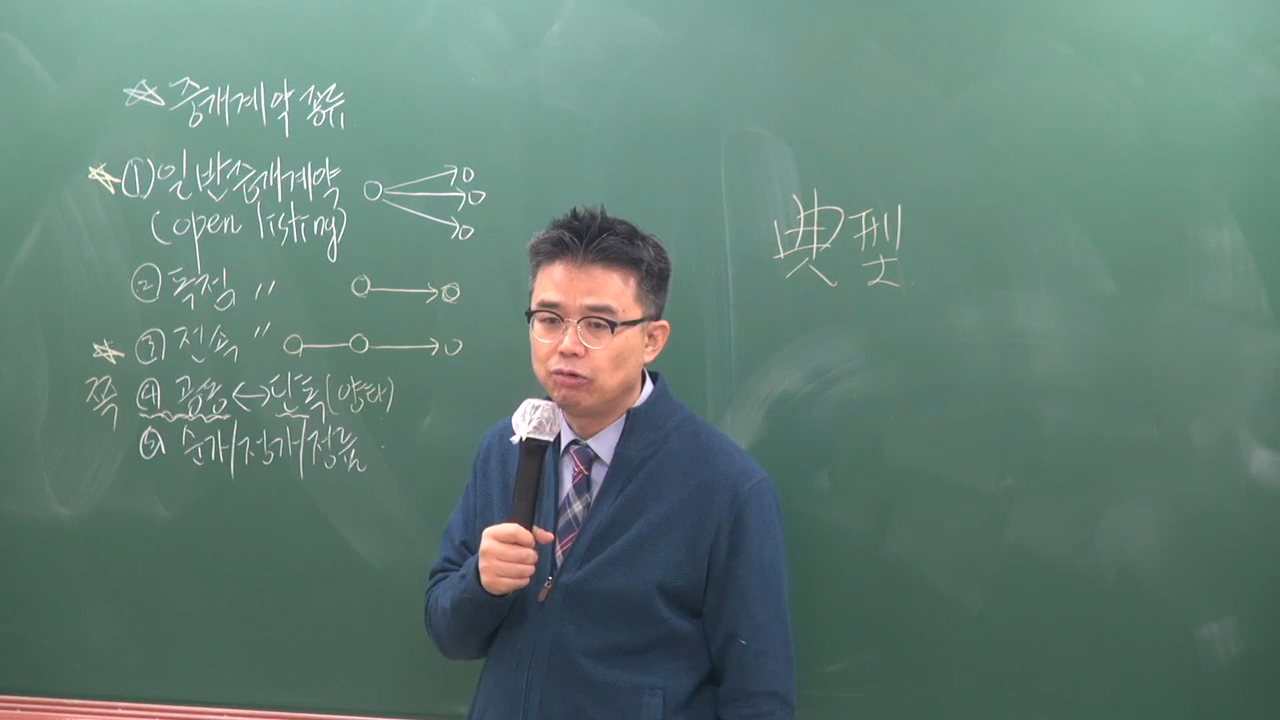 ☆ 중개계약 종류
☆ ① 일반중개계약
(open listing)
② 독점 〃
☆ ③ 전속 〃
쪽 ④ 공동 ↔ 단독(양타)
⑤ 순가/정가/정률
典型